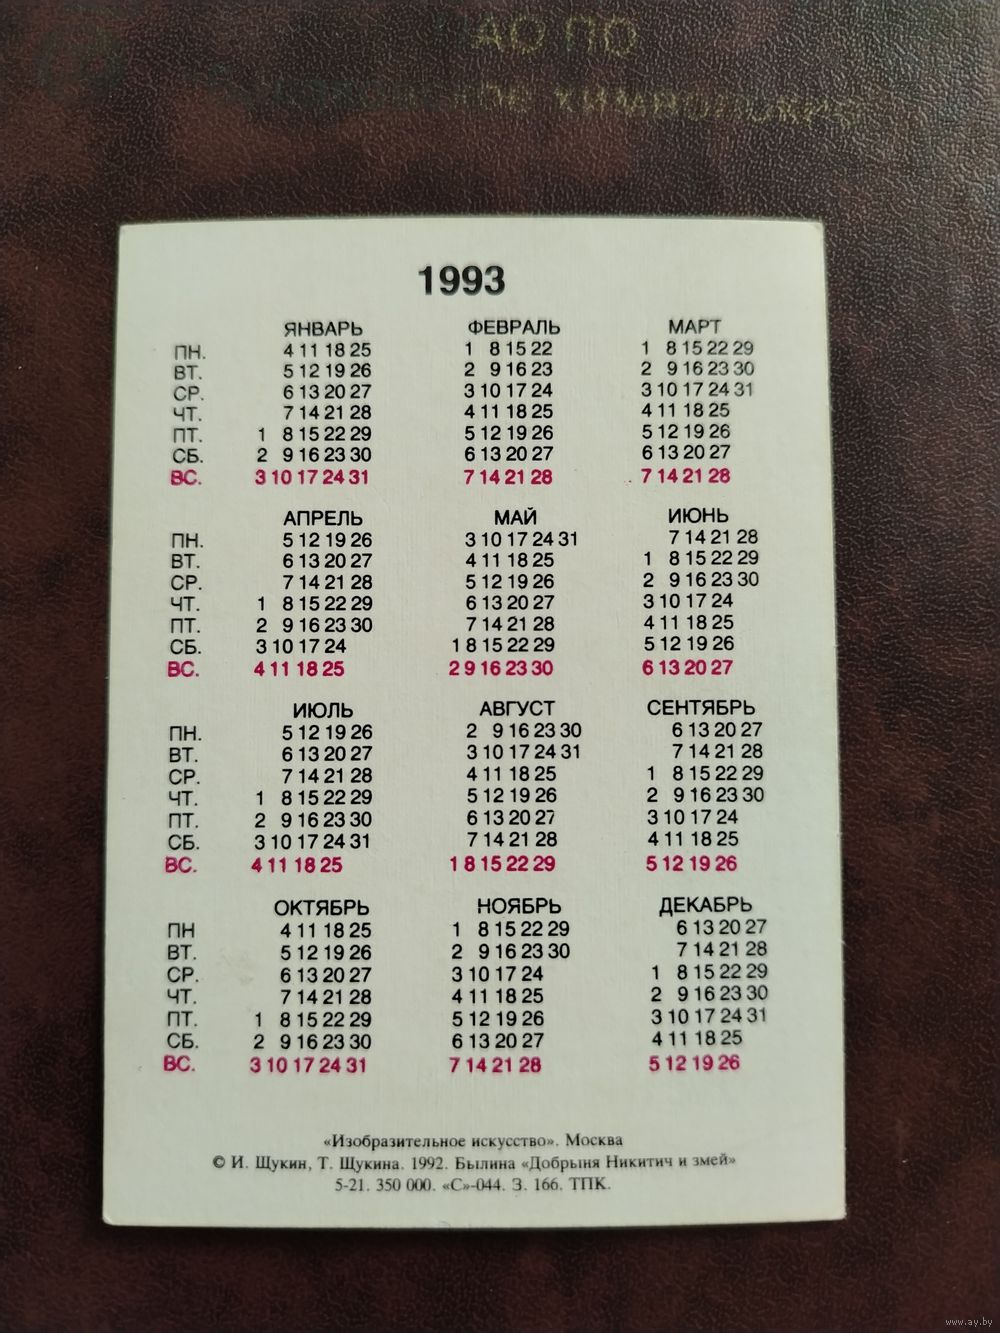 ПАО ПО
химволокно
1993
ЯНВАРЬ ФЕВРАЛЬ МАРТ
ПН. 4 11 18 25 1 8 15 22 1 8 15 22 29
ВТ. 5 12 19 26 2 9 16 23 2 9 16 23 30
СР. 6 13 20 27 3 10 17 24 3 10 17 24 31
ЧТ. 7 14 21 28 4 11 18 25 4 11 18 25
ПТ. 1 8 15 22 29 5 12 19 26 5 12 19 26
СБ. 2 9 16 23 30 6 13 20 27 6 13 20 27
ВС. 3 10 17 24 31 7 14 21 28 7 14 21 28
АПРЕЛЬ МАЙ ИЮНЬ
ПН. 5 12 19 26 3 10 17 24 31 7 14 21 28
ВТ. 6 13 20 27 4 11 18 25 1 8 15 22 29
СР. 7 14 21 28 5 12 19 26 2 9 16 23 30
ЧТ. 1 8 15 22 29 6 13 20 27 3 10 17 24
ПТ. 2 9 16 23 30 7 14 21 28 4 11 18 25
СБ. 3 10 17 24 1 8 15 22 29 5 12 19 26
ВС. 4 11 18 25 2 9 16 23 30 6 13 20 27
ИЮЛЬ АВГУСТ СЕНТЯБРЬ
ПН. 5 12 19 26 2 9 16 23 30 6 13 20 27
ВТ. 6 13 20 27 3 10 17 24 31 7 14 21 28
СР. 7 14 21 28 4 11 18 25 1 8 15 22 29
ЧТ. 1 8 15 22 29 5 12 19 26 2 9 16 23 30
ПТ. 2 9 16 23 30 6 13 20 27 3 10 17 24
СБ. 3 10 17 24 31 7 14 21 28 4 11 18 25
ВС. 4 11 18 25 1 8 15 22 29 5 12 19 26
ОКТЯБРЬ НОЯБРЬ ДЕКАБРЬ
ПН 4 11 18 25 1 8 15 22 29 6 13 20 27
ВТ. 5 12 19 26 2 9 16 23 30 7 14 21 28
СР. 6 13 20 27 3 10 17 24 1 8 15 22 29
ЧТ. 7 14 21 28 4 11 18 25 2 9 16 23 30
ПТ. 1 8 15 22 29 5 12 19 26 3 10 17 24 31
СБ. 2 9 16 23 30 6 13 20 27 4 11 18 25
ВС. 3 10 17 24 31 7 14 21 28 5 12 19 26
«Изобразительное искусство». Москва
© И. Щукин, Т. Щукина. 1992. Былина «Добрыня Никитич и змей»
5-21. 350 000. «С»-044. З. 166. ТПК.
www.ay.by